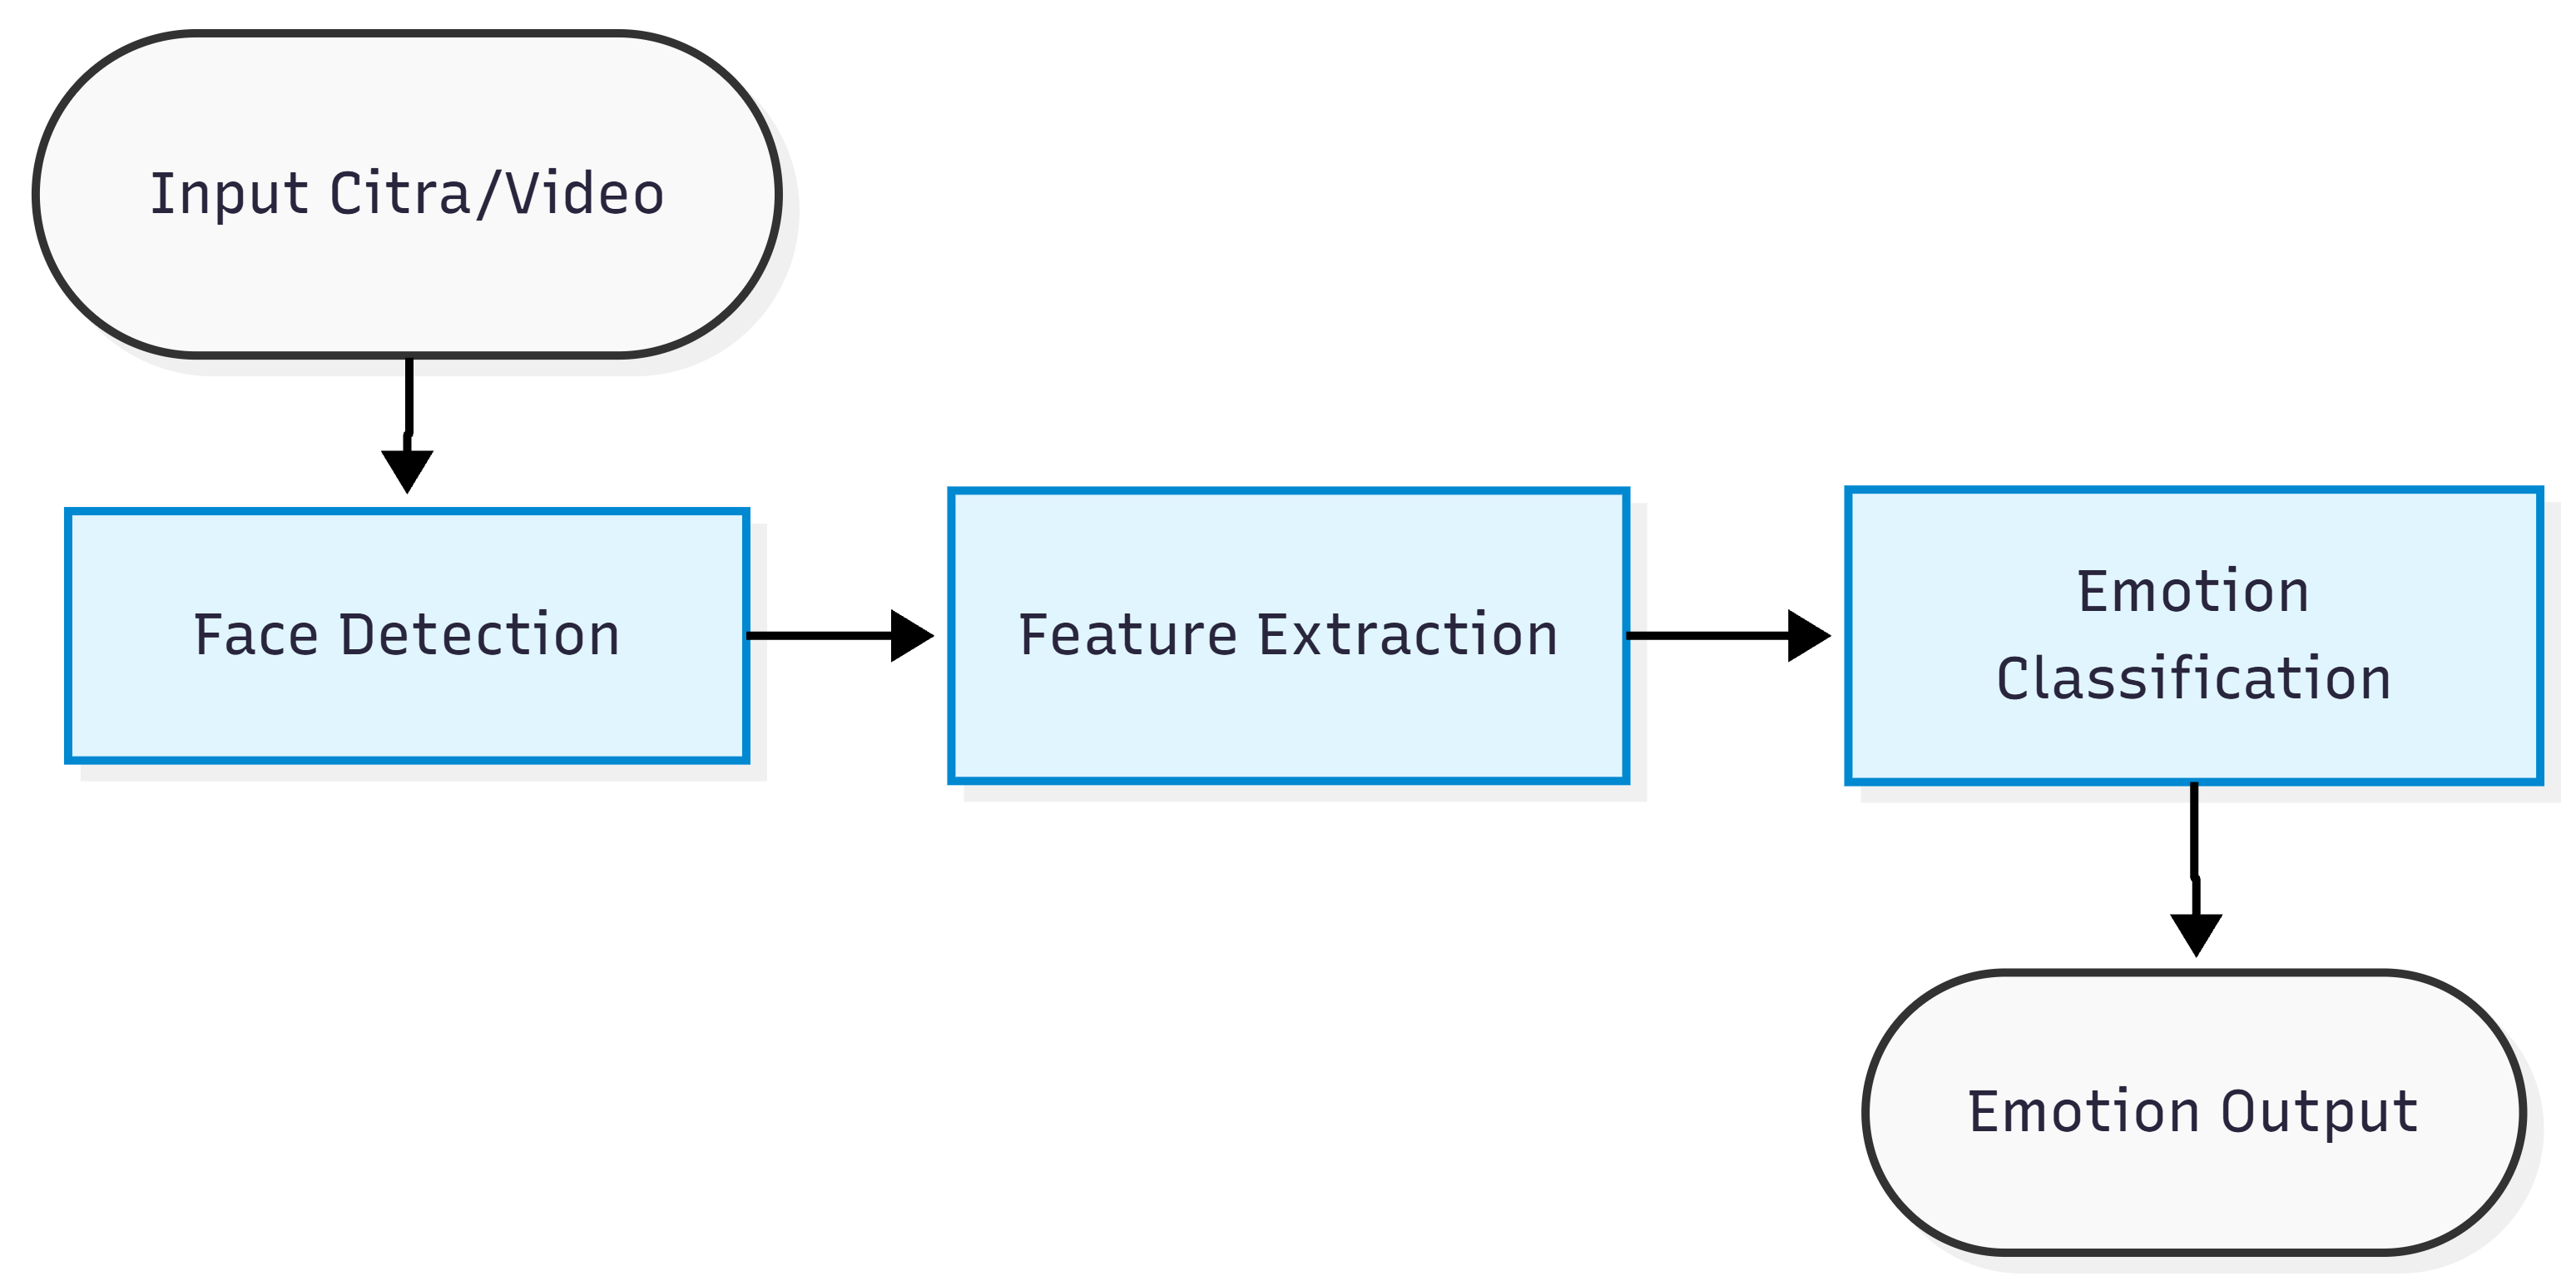 Input Citra/Video
Face Detection
Feature Extraction
Emotion
Classification
Emotion Output